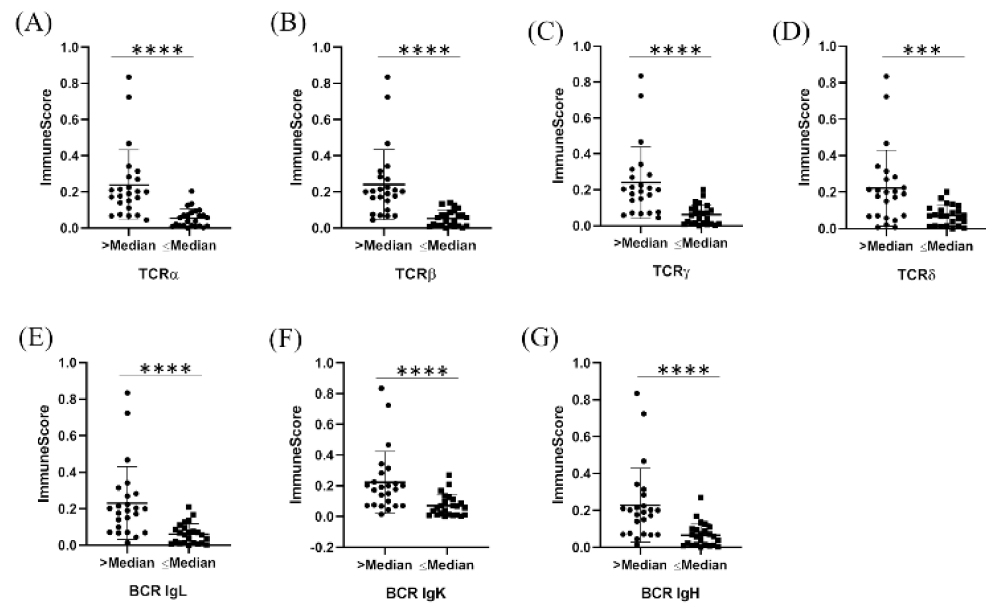 (A)
****
ImmuneScore
1.0
0.8
0.6
0.4
0.2
0.0
>Median ≤Median
TCRα
(B)
****
ImmuneScore
1.0
0.8
0.6
0.4
0.2
0.0
>Median ≤Median
TCRβ
(C)
****
ImmuneScore
1.0
0.8
0.6
0.4
0.2
0.0
>Median ≤Median
TCRγ
(D)
***
ImmuneScore
1.0
0.8
0.6
0.4
0.2
0.0
>Median ≤Median
TCRδ
(E)
****
ImmuneScore
1.0
0.8
0.6
0.4
0.2
0.0
>Median ≤Median
BCR IgL
(F)
****
ImmuneScore
1.0
0.8
0.6
0.4
0.2
0.0
-0.2
>Median ≤Median
BCR IgK
(G)
****
ImmuneScore
1.0
0.8
0.6
0.4
0.2
0.0
>Median ≤Median
BCR IgH